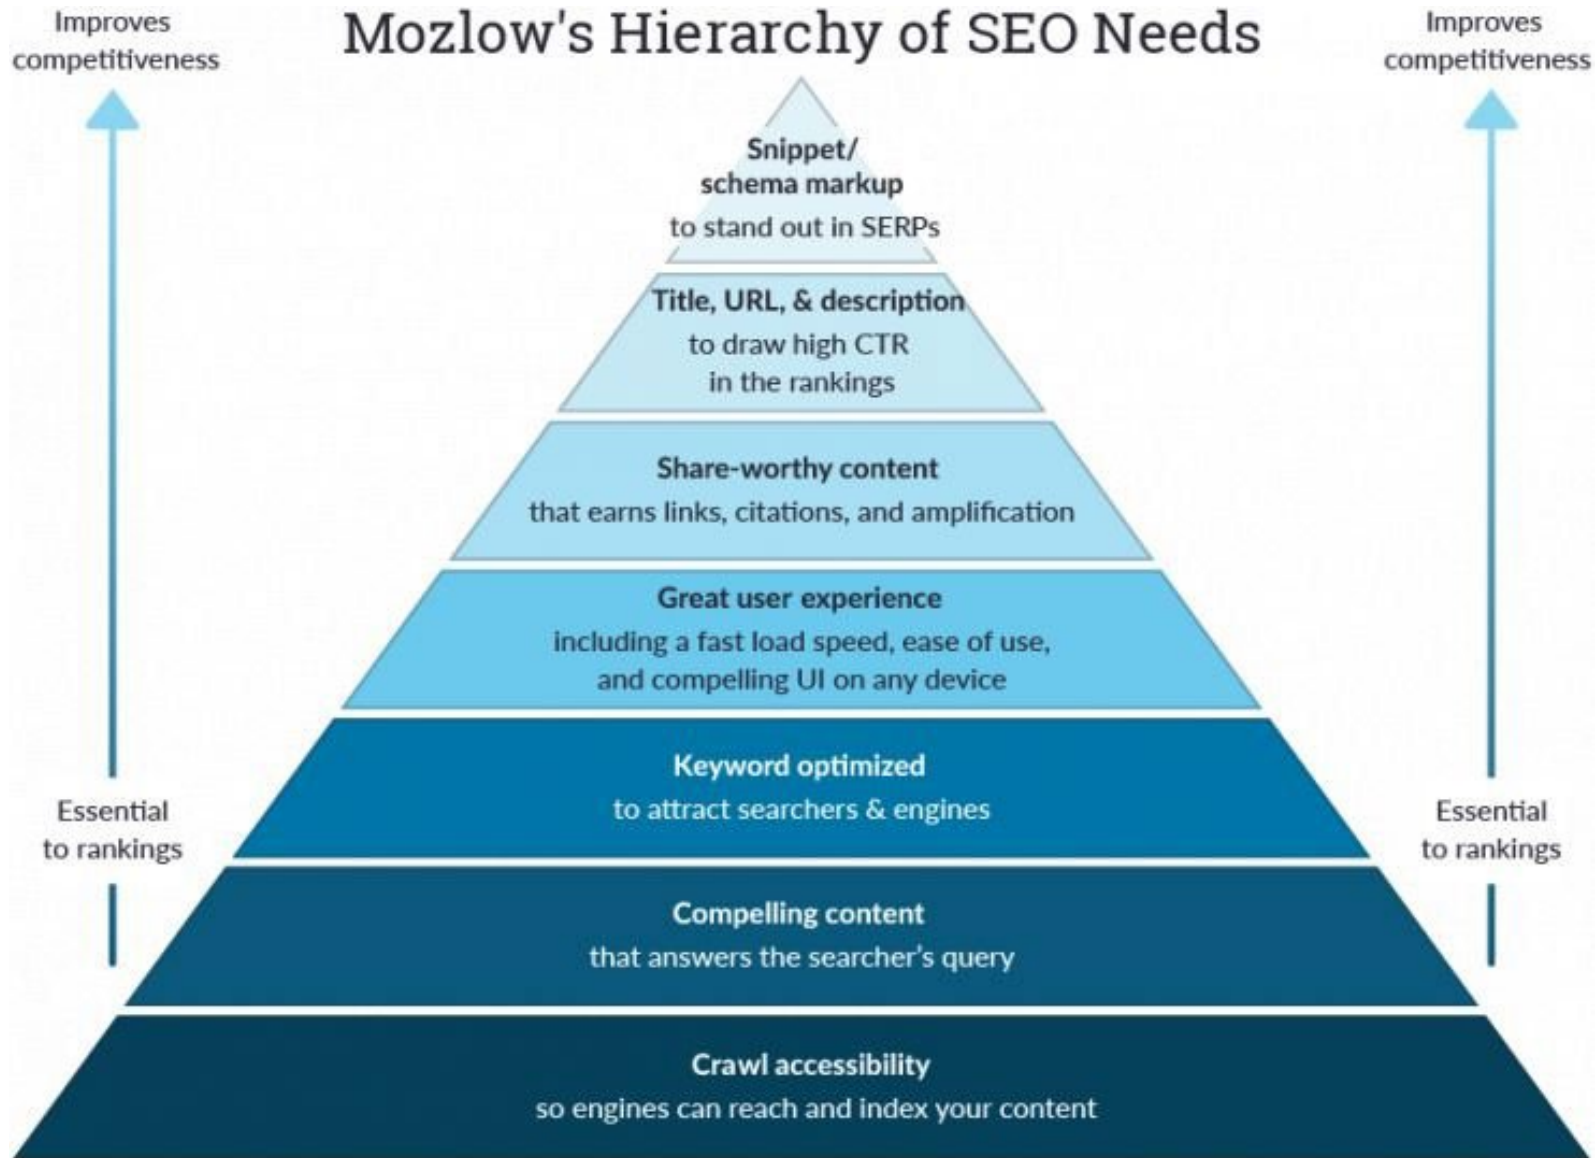 Mozlow's Hierarchy of SEO Needs
Improves
competitiveness
Improves
competitiveness
Snippet/
schema markup
to stand out in SERPs
Title, URL, & description
to draw high CTR
in the rankings
Share-worthy content
that earns links, citations, and amplification
Great user experience
including a fast load speed, ease of use,
and compelling UI on any device
Keyword optimized
to attract searchers & engines
Essential
to rankings
Essential
to rankings
Compelling content
that answers the searcher’s query
Crawl accessibility
so engines can reach and index your content